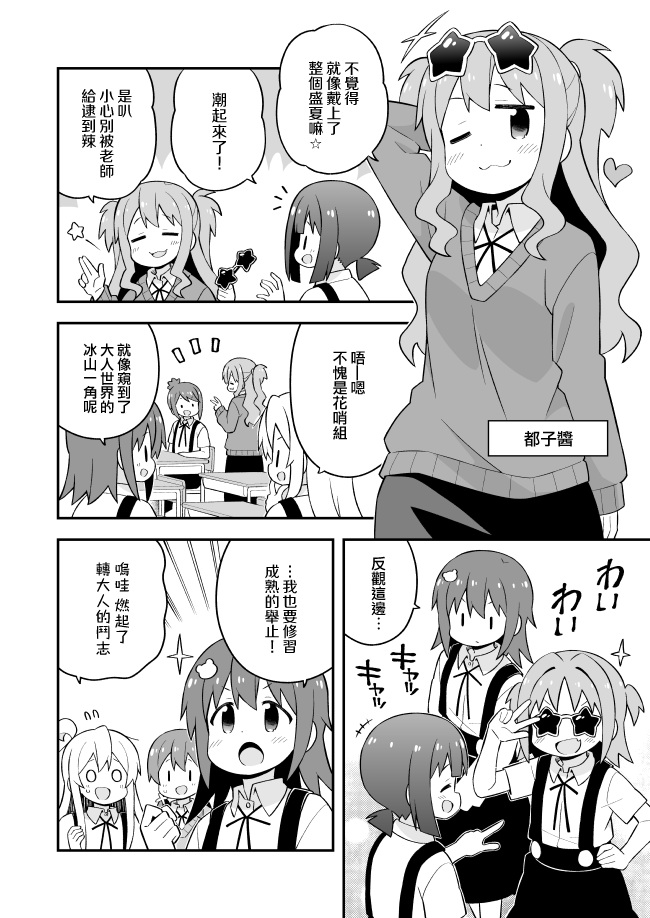 不覺得
就像戴上了
整個盛夏嘛
☆
潮起來了！
是叭
小心別被老師
給逮到辣
都子醬
唔—嗯
不愧是花哨組
就像窺到了
大人世界的
冰山一角呢
反觀這邊…
わいわい
キャッキャッ
…我也要修習
成熟的舉止！
嗚哇 燃起了
轉大人的鬥志